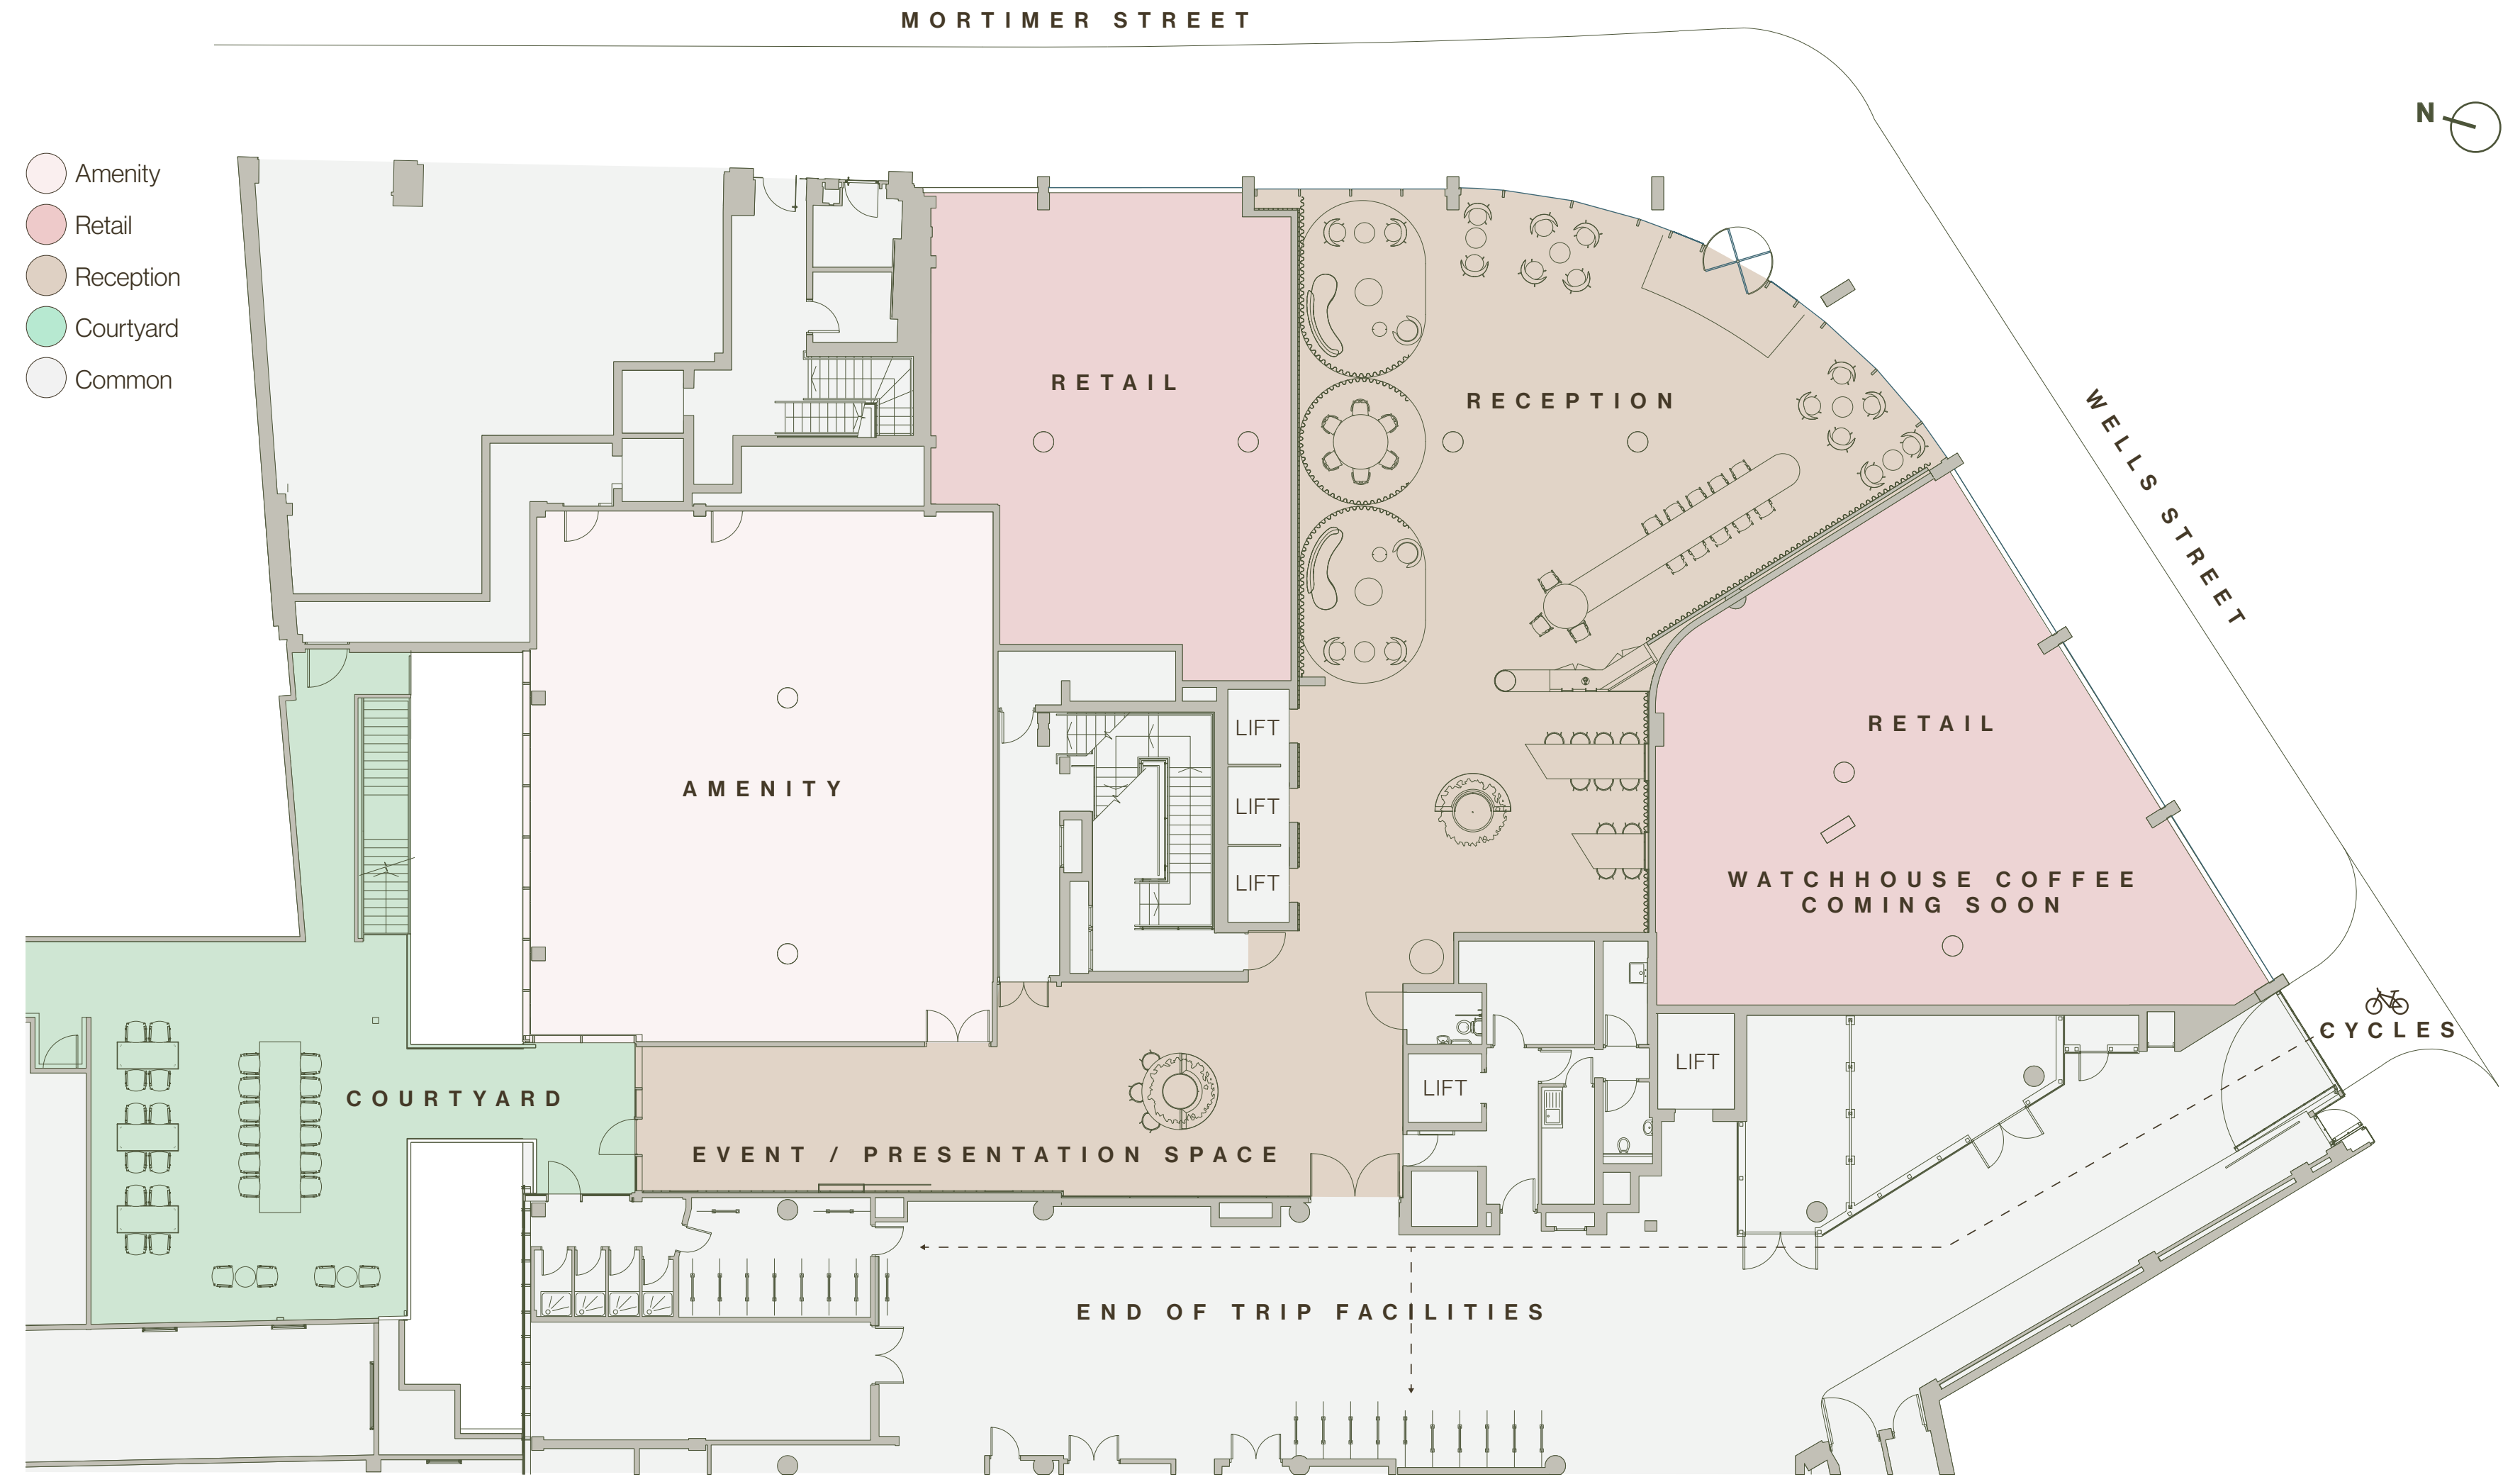 MORTIMER STREET
N
Amenity
Retail
Reception
Courtyard
Common
RETAIL
RECEPTION
WELLS STREET
RETAIL
LIFT
AMENITY
LIFT
LIFT
WATCHHOUSE COFFEE
COMING SOON
CYCLES
LIFT
LIFT
COURTYARD
EVENT / PRESENTATION SPACE
END OF TRIP FACILITIES